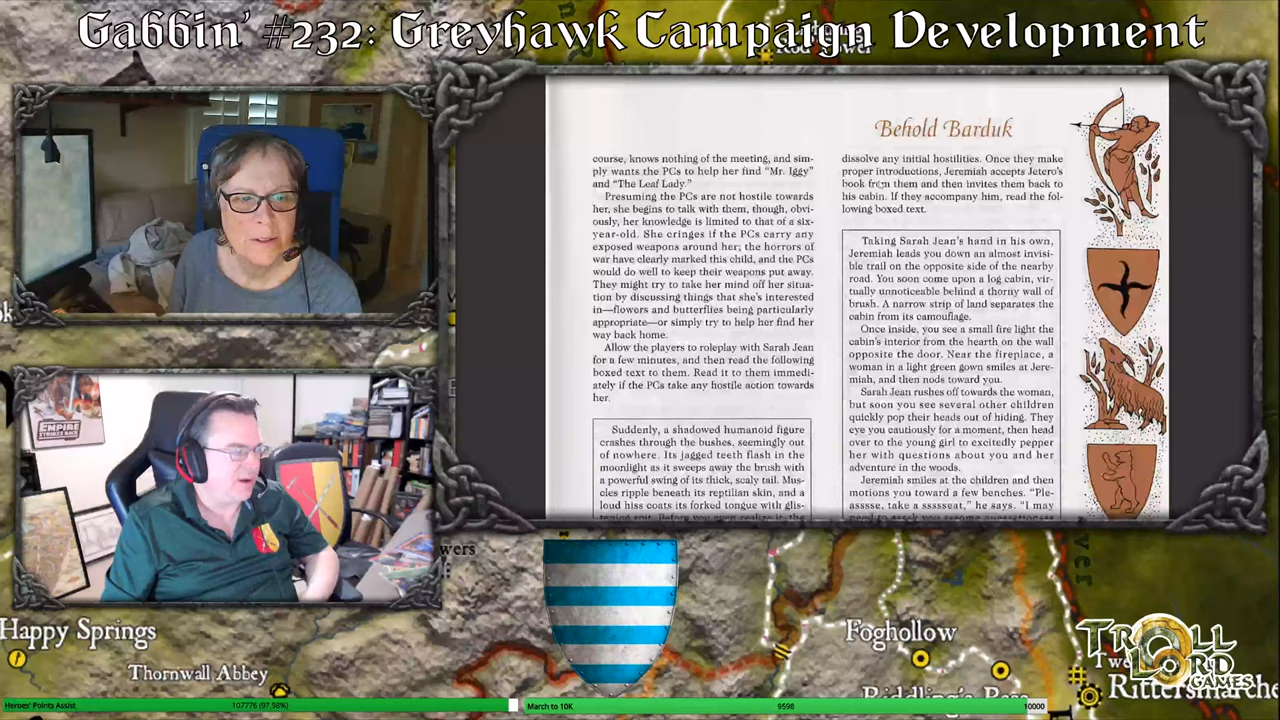 Gabbin' #232: Greyhawk Campaign Development
EMPIRE
STRIKES BACK
Behold Barduk
course, knows nothing of the meeting, and sim-
ply wants the PCs to help her find "Mr. Iggy"
and "The Leaf Lady."
Presuming the PCs are not hostile towards
her, she begins to talk with them, though, obvi-
ously, her knowledge is limited to that of a six-
year-old. She cringes if the PCs carry any
exposed weapons around her; the horrors of
war have clearly marked this child, and the PCs
would do well to keep their weapons put away.
They might try to take her mind off her situa-
tion by discussing things that she's interested
in—flowers and butterflies being particularly
appropriate—or simply try to help her find her
way back home.
Allow the players to roleplay with Sarah Jean
for a few minutes, and then read the following
boxed text to them. Read it to them immedi-
ately if the PCs take any hostile action towards
her.
Suddenly, a shadowed humanoid figure
crashes through the bushes, seemingly out
of nowhere. Its jagged teeth flash in the
moonlight as it sweeps away the brush with
a powerful swing of its thick, scaly tail. Mus-
cles ripple beneath its reptilian skin, and a
loud hiss coats its forked tongue with glis-
tening spit. Before you even realize it, the
dissolve any initial hostilities. Once they make
proper introductions, Jeremiah accepts Jetero's
book from them and then invites them back to
his cabin. If they accompany him, read the fol-
lowing boxed text.
Taking Sarah Jean's hand in his own,
Jeremiah leads you down an almost invisi-
ble trail on the opposite side of the nearby
road. You soon come upon a log cabin, vir-
tually unnoticeable behind a thorny wall of
brush. A narrow strip of land separates the
cabin from its camouflage.
Once inside, you see a small fire light the
cabin's interior from the hearth on the wall
opposite the door. Near the fireplace, a
woman in a light green gown smiles at Jere-
miah, and then nods toward you.
Sarah Jean rushes off towards the woman,
but soon you see several other children
quickly pop their heads out of hiding. They
eye you cautiously for a moment, then head
over to the young girl to excitedly pepper
her with questions about you and her
adventure in the woods.
Jeremiah smiles at the children and then
motions you toward a few benches. "Ple-
asssse, take a ssssseat," he says. "I may
Happy Springs
Thornwall Abbey
Foghollow
TROLL
LORD
GAMES
Heroes' Points Assist
107776 (97.98%)
March to 10K
9598
10000